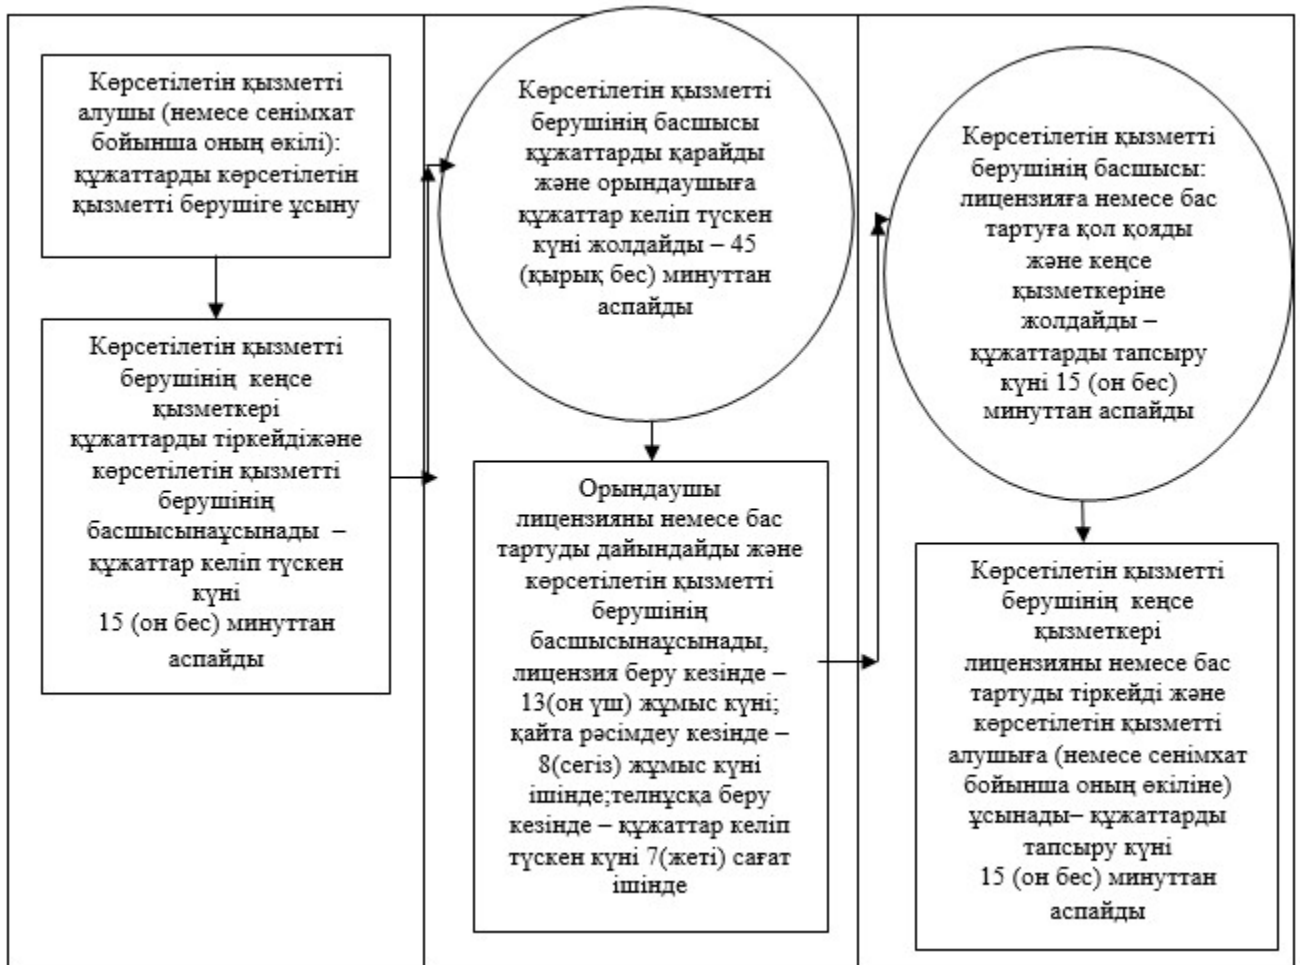 Көрсетілетін қызметті
алушы (немесе сенімхат
бойынша оның өкілі):
құжаттарды көрсетілетін
қызметті берушіге ұсыну
Көрсетілетін қызметті
берушінің кеңсе
қызметкері
құжаттарды тіркейдіжәне
көрсетілетін қызметті
берушінің
басшысынаұсынады –
құжаттар келіп түскен
күні
15 (он бес) минуттан
аспайды
Көрсетілетін қызметті
берушінің басшысы
құжаттарды қарайды
және орындаушыға
құжаттар келіп түскен
күні жолдайды – 45
(қырық бес) минуттан
аспайды
Орындаушы
лицензияны немесе бас
тартуды дайындайды және
көрсетілетін қызметті
берушінің
басшысынаұсынады,
лицензия беру кезінде –
13(он үш) жұмыс күні;
қайта рәсімдеу кезінде –
8(сегіз) жұмыс күні
ішінде;телнұсқа беру
кезінде – құжаттар келіп
түскен күні 7(жеті) сағат
ішінде
Көрсетілетін қызметті
берушінің басшысы:
лицензияға немесе бас
тартуға қол қояды
және кеңсе
қызметкеріне
жолдайды –
құжаттарды тапсыру
күні 15 (он бес)
минуттан аспайды
Көрсетілетін қызметті
берушінің кеңсе
қызметкері
лицензияны немесе бас
тартуды тіркейді және
көрсетілетін қызметті
алушыға (немесе сенімхат
бойынша оның өкіліне)
ұсынады– құжаттарды
тапсыру күні
15 (он бес) минуттан
аспайды